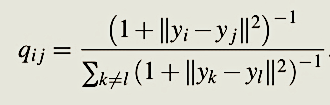 q_{ij} = \frac{(1+\|y_i-y_j\|^2)^{-1}}{\sum_{k\neq l}(1+\|y_k-y_l\|^2)^{-1}}.